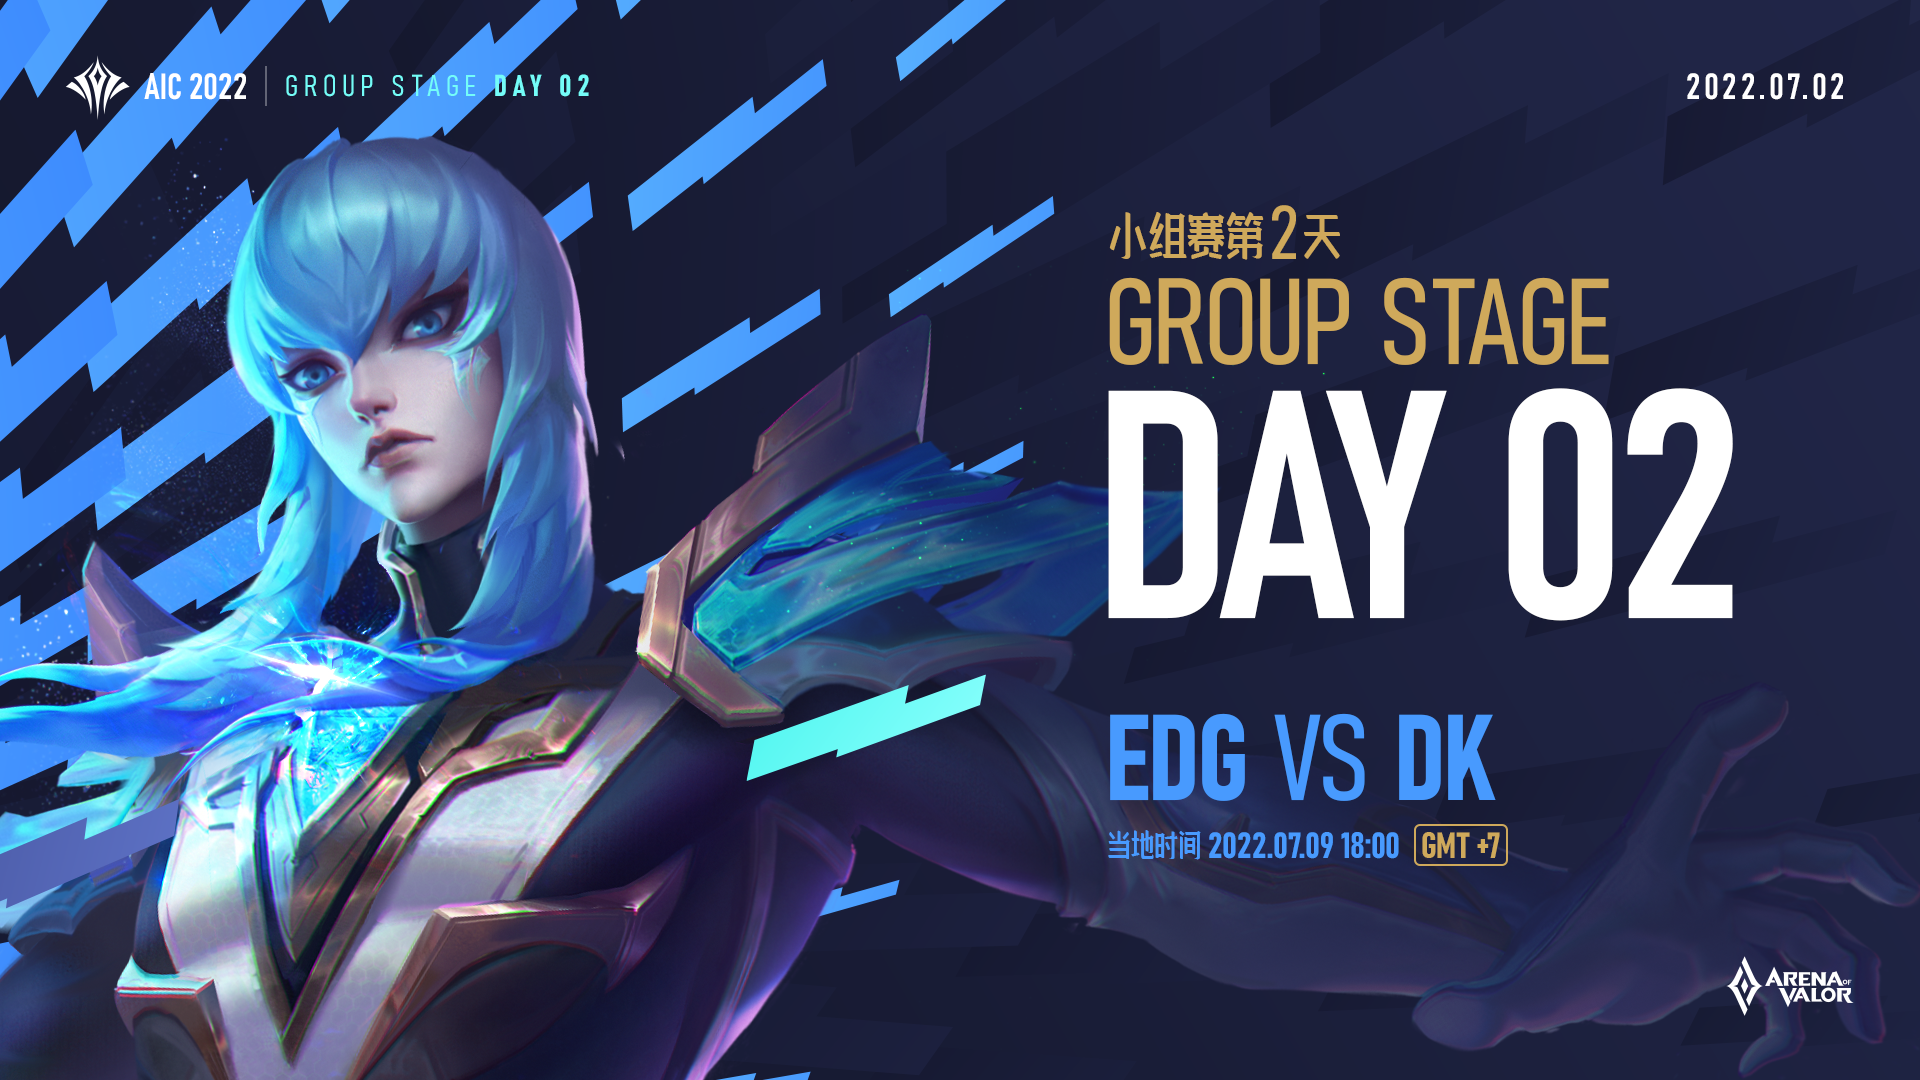 AIC 2022 | GROUP STAGE DAY 02
2022.07.02
小组赛第2天
GROUP STAGE
DAY 02
EDG VS DK
当地时间 2022.07.09 18:00 GMT +7
ARENA OF
VALOR